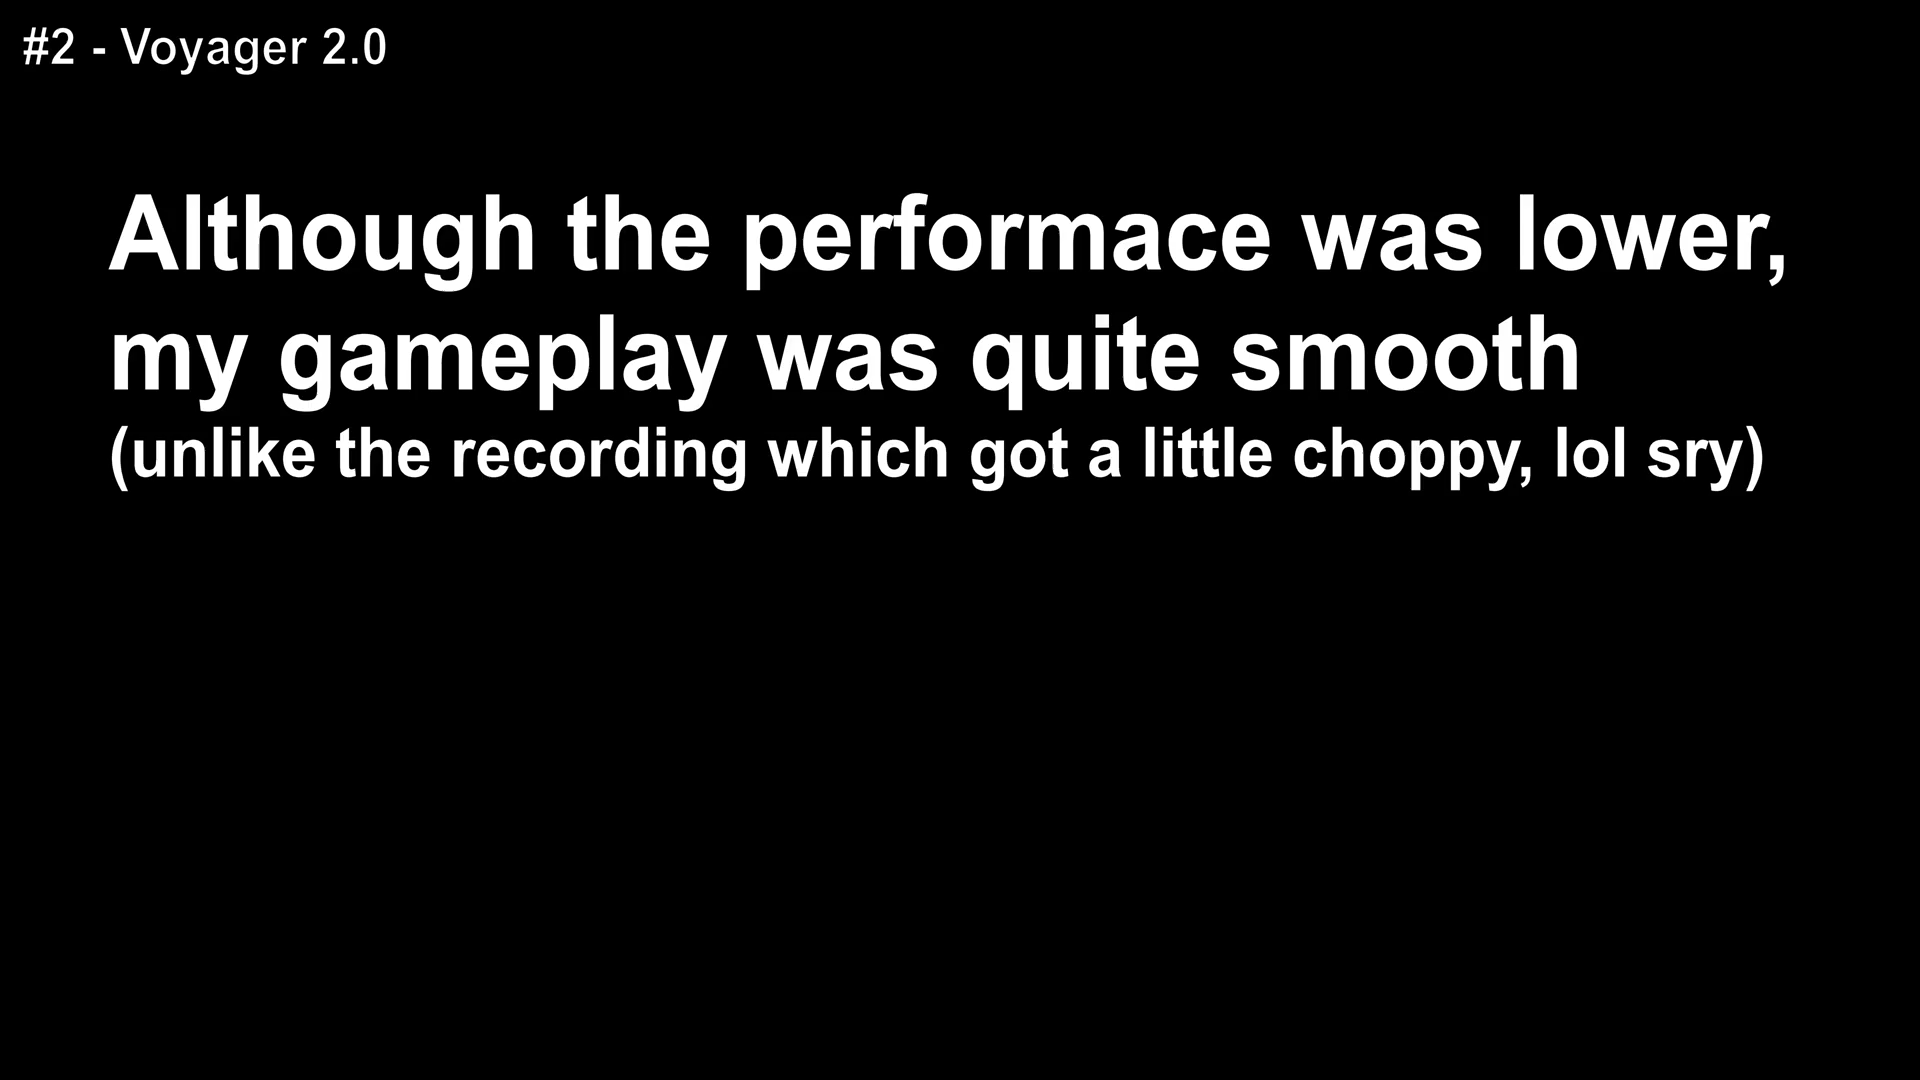 #2 - Voyager 2.0
Although the performace was lower,
my gameplay was quite smooth
(unlike the recording which got a little choppy, lol sry)